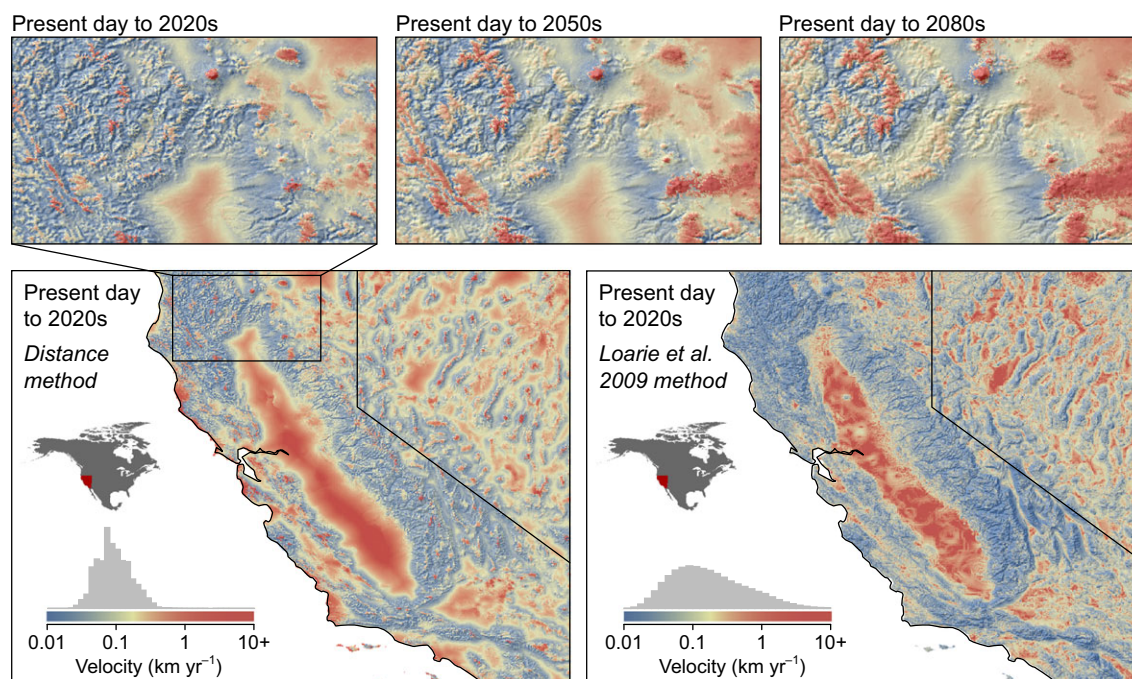 Present day to 2020s
Present day to 2050s
Present day to 2080s
Present day
to 2020s
Distance
method
0.01 0.1 1 10+
Velocity (km yr⁻¹)
Present day
to 2020s
Loarie et al.
2009 method
0.01 0.1 1 10+
Velocity (km yr⁻¹)